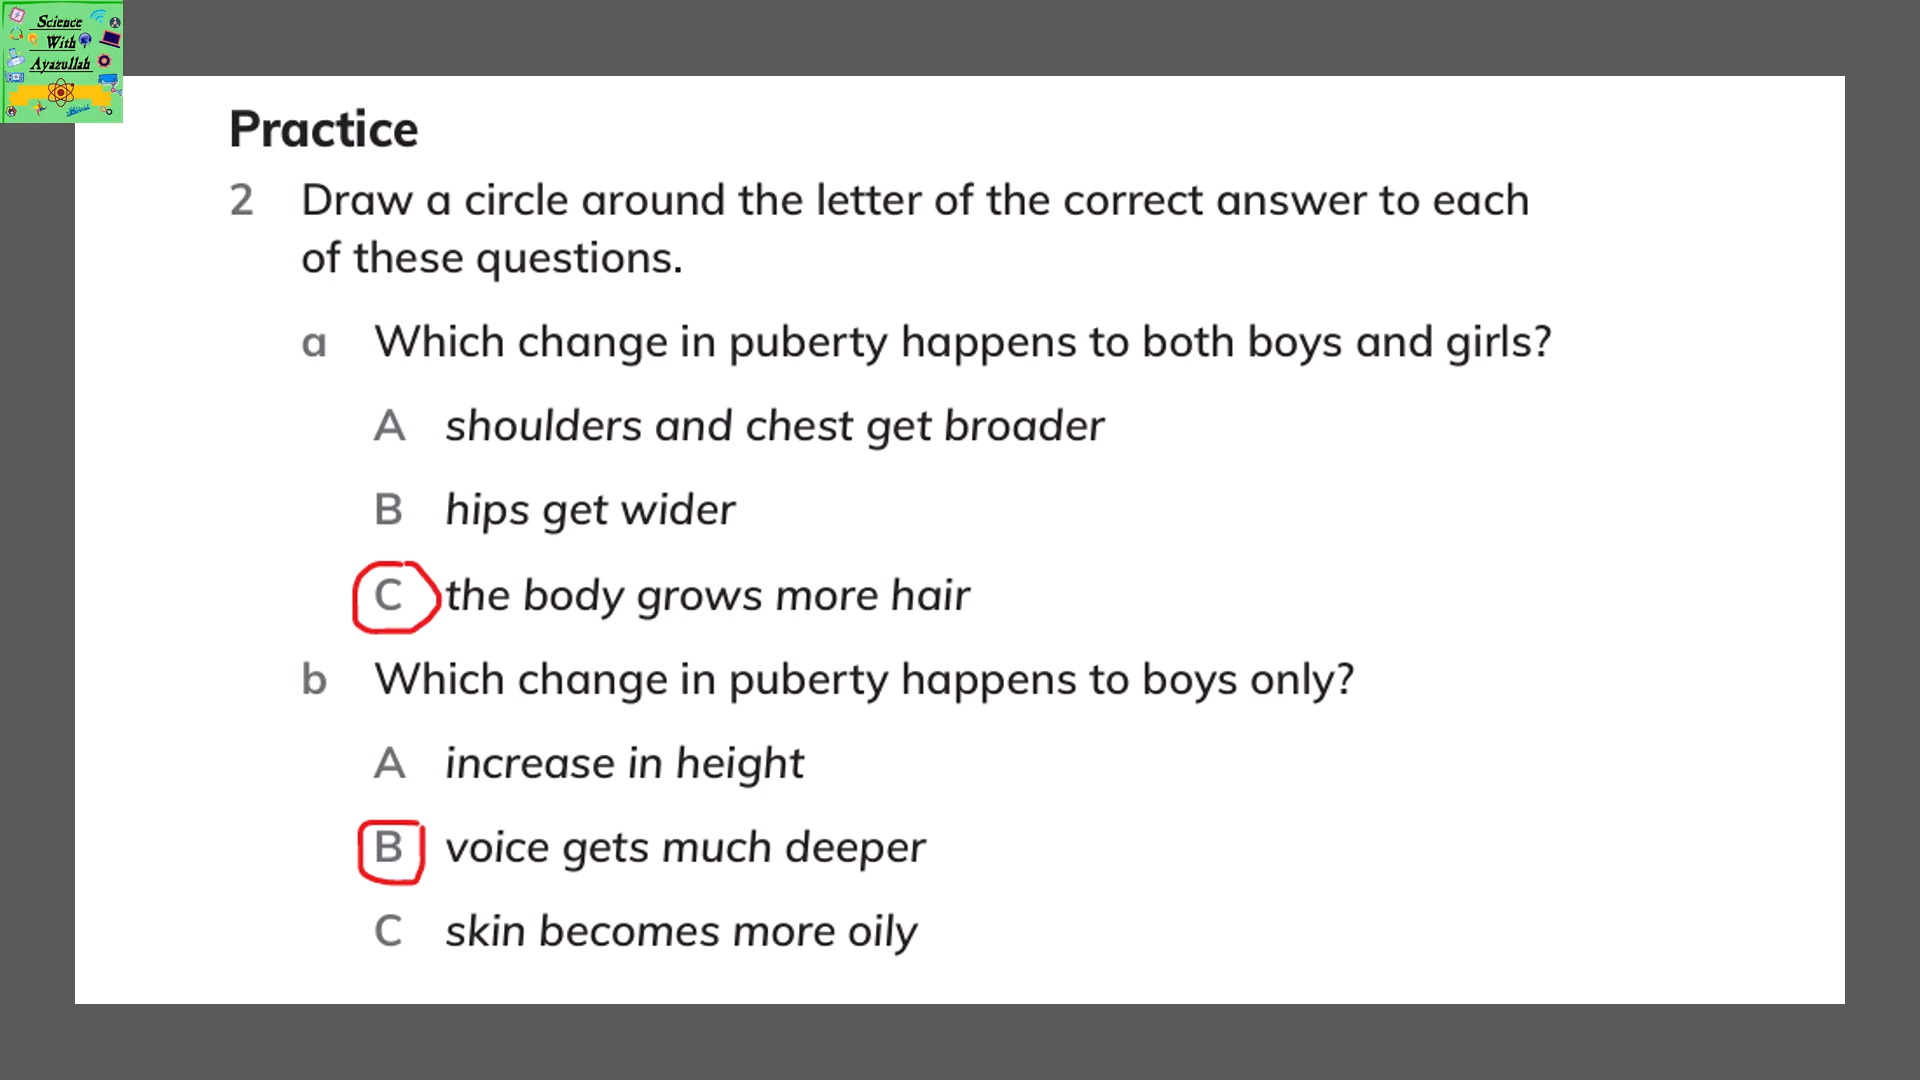 Science
With
Ayazullah
Practice
2 Draw a circle around the letter of the correct answer to each
of these questions.
a Which change in puberty happens to both boys and girls?
A shoulders and chest get broader
B hips get wider
C the body grows more hair
b Which change in puberty happens to boys only?
A increase in height
B voice gets much deeper
C skin becomes more oily